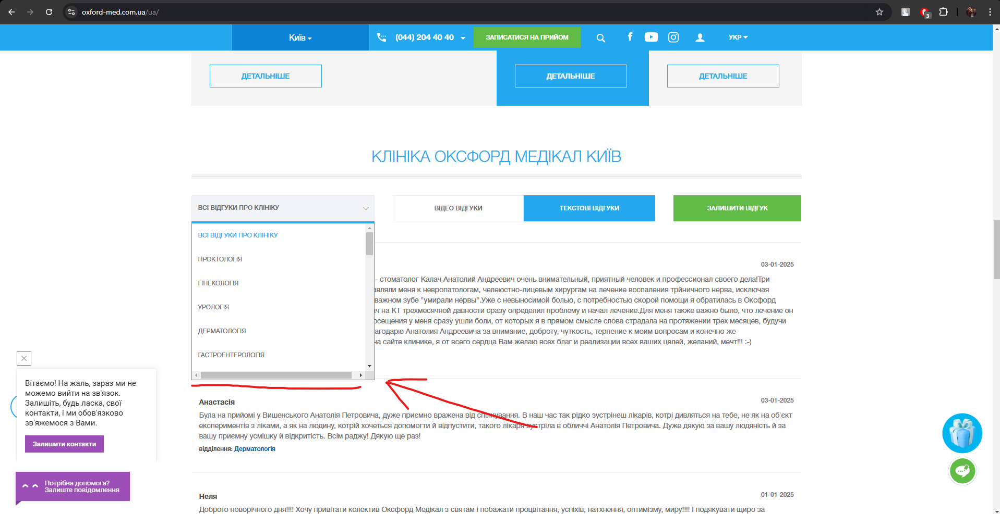 oxford-med.com.ua/ua/
3
Київ
(044) 204 40 40
ЗАПИСАТИСЯ НА ПРИЙОМ
УКР
ДЕТАЛЬНІШЕ
ДЕТАЛЬНІШЕ
ДЕТАЛЬНІШЕ
КЛІНІКА ОКСФОРД МЕДІКАЛ КИЇВ
ВСІ ВІДГУКИ ПРО КЛІНІКУ
ВІДЕО ВІДГУКИ
ТЕКСТОВІ ВІДГУКИ
ЗАЛИШИТИ ВІДГУК
ВСІ ВІДГУКИ ПРО КЛІНІКУ
ПРОКТОЛОГІЯ
ГІНЕКОЛОГІЯ
УРОЛОГІЯ
ДЕРМАТОЛОГІЯ
ГАСТРОЕНТЕРОЛОГІЯ
03-01-2025
- стоматолог Калач Анатолий Андреевич очень внимательный, приятный человек и профессионал своего дела!Три
меня к невропатологам, челюстно-лицевым хирургам на лечение воспаления трйничного нерва, исключая
зубе "умирали нервы".Уже с невыносимой болью, с потребностью скорой помощи я обратилась в Оксфорд
на КТ трехмесячной давности сразу определил проблему и начал лечение.Для меня также важно было, что лечение он
у меня сразу ушли боли, от которых я в прямом смысле слова страдала на протяжении трех месяцев, будучи
Анатолия Андреевича за внимание, доброту, чуткость, терпение к моим вопросам и конечно же
на сайте клинике, я от всего сердца Вам желаю всех благ и реализации всех ваших целей, желаний, мечт!!! :-)
Анастасія
03-01-2025
Була на прийомі у Вишенського Анатолія Петровича, дуже приємно вражена від спілкування. В наш час так рідко зустрінеш лікарів, котрі дивляться на тебе, не як на об'єкт
експериментів з ліками, а як на людину, котрій хочеться допомогти й відпустити, такого лікаря зустріла в обличчі Анатолія Петровича. Дуже дякую за вашу людяність й за
вашу приємну усмішку й відкритість. Всім раджу! Дякую ще раз!
відділення: Дерматологія
Неля
01-01-2025
Доброго новорічного дня!!!! Хочу привітати колектив Оксфорд Медікал з святам і побажати процвітання, успіхів, натхнення, оптимізму, миру!!!! І подякувати щиро за
Вітаємо! На жаль, зараз ми не
можемо вийти на зв'язок.
Залишіть, будь ласка, свої
контакти, і ми обов'язково
зв'яжемося з Вами.
Залишити контакти
Потрібна допомога?
Залиште повідомлення